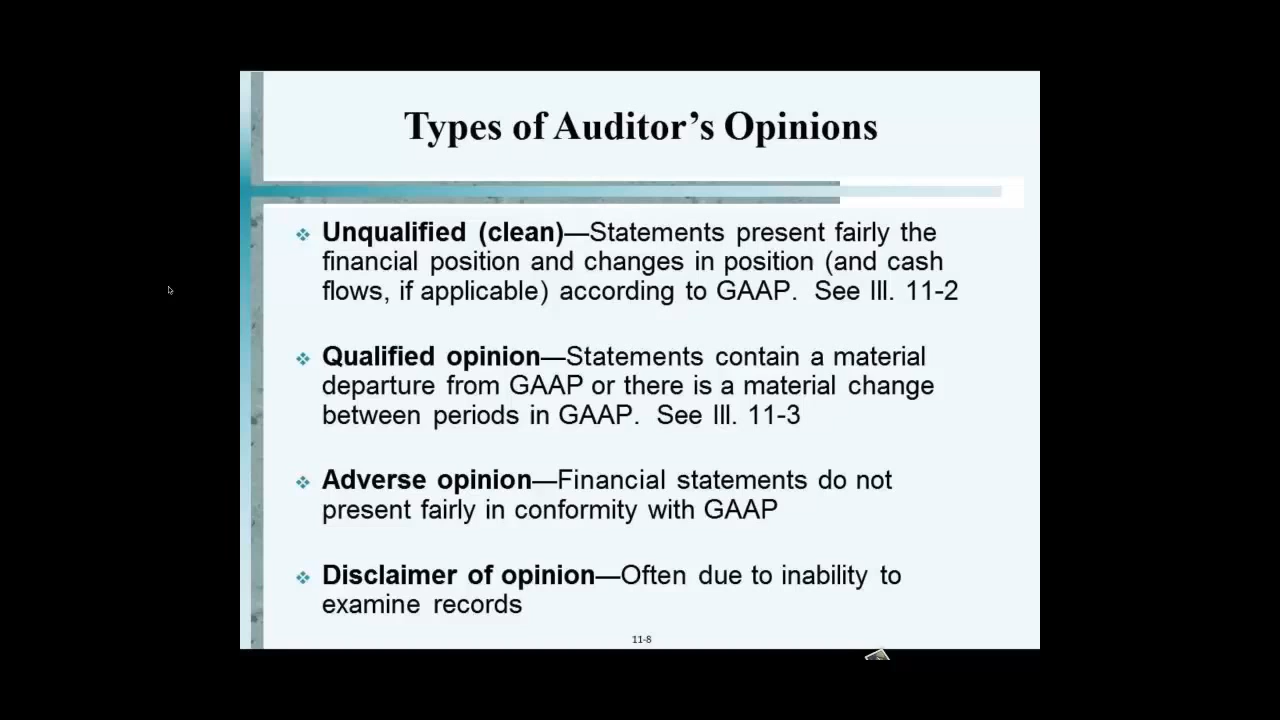 Types of Auditor’s Opinions
Unqualified (clean)—Statements present fairly the
financial position and changes in position (and cash
flows, if applicable) according to GAAP. See Ill. 11-2
Qualified opinion—Statements contain a material
departure from GAAP or there is a material change
between periods in GAAP. See Ill. 11-3
Adverse opinion—Financial statements do not
present fairly in conformity with GAAP
Disclaimer of opinion—Often due to inability to
examine records
11-8